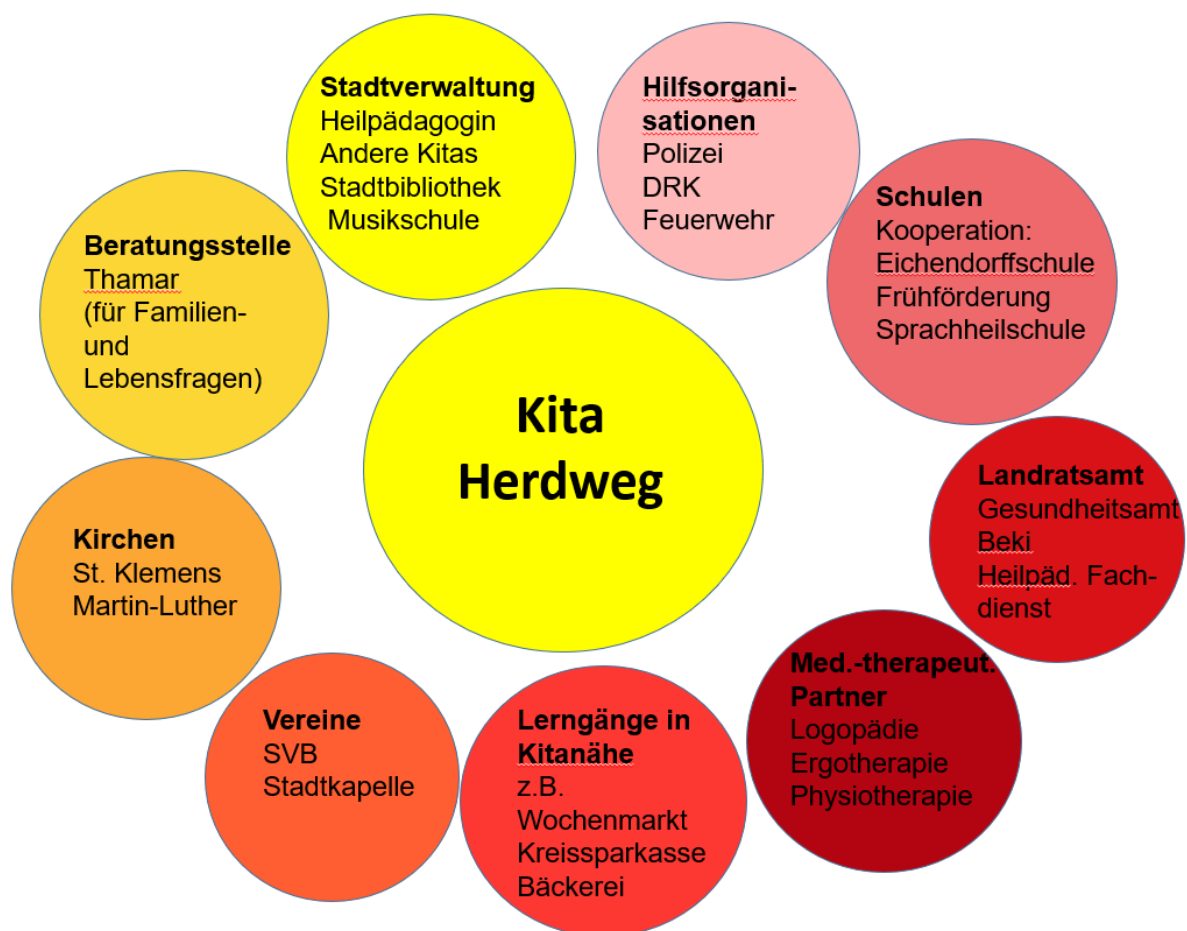 Stadtverwaltung
Heilpädagogin
Andere Kitas
Stadtbibliothek
Musikschule
Hilfsorgani-
sationen
Polizei
DRK
Feuerwehr
Schulen
Kooperation:
Eichendorffschule
Frühförderung
Sprachheilschule
Beratungsstelle
Thamar
(für Familien-
und
Lebensfragen)
Kita
Herdweg
Landratsamt
Gesundheitsamt
Beki
Heilpäd. Fach-
dienst
Kirchen
St. Klemens
Martin-Luther
Med.-therapeut.
Partner
Logopädie
Ergotherapie
Physiotherapie
Vereine
SVB
Stadtkapelle
Lerngänge in
Kitanähe
z.B.
Wochenmarkt
Kreissparkasse
Bäckerei